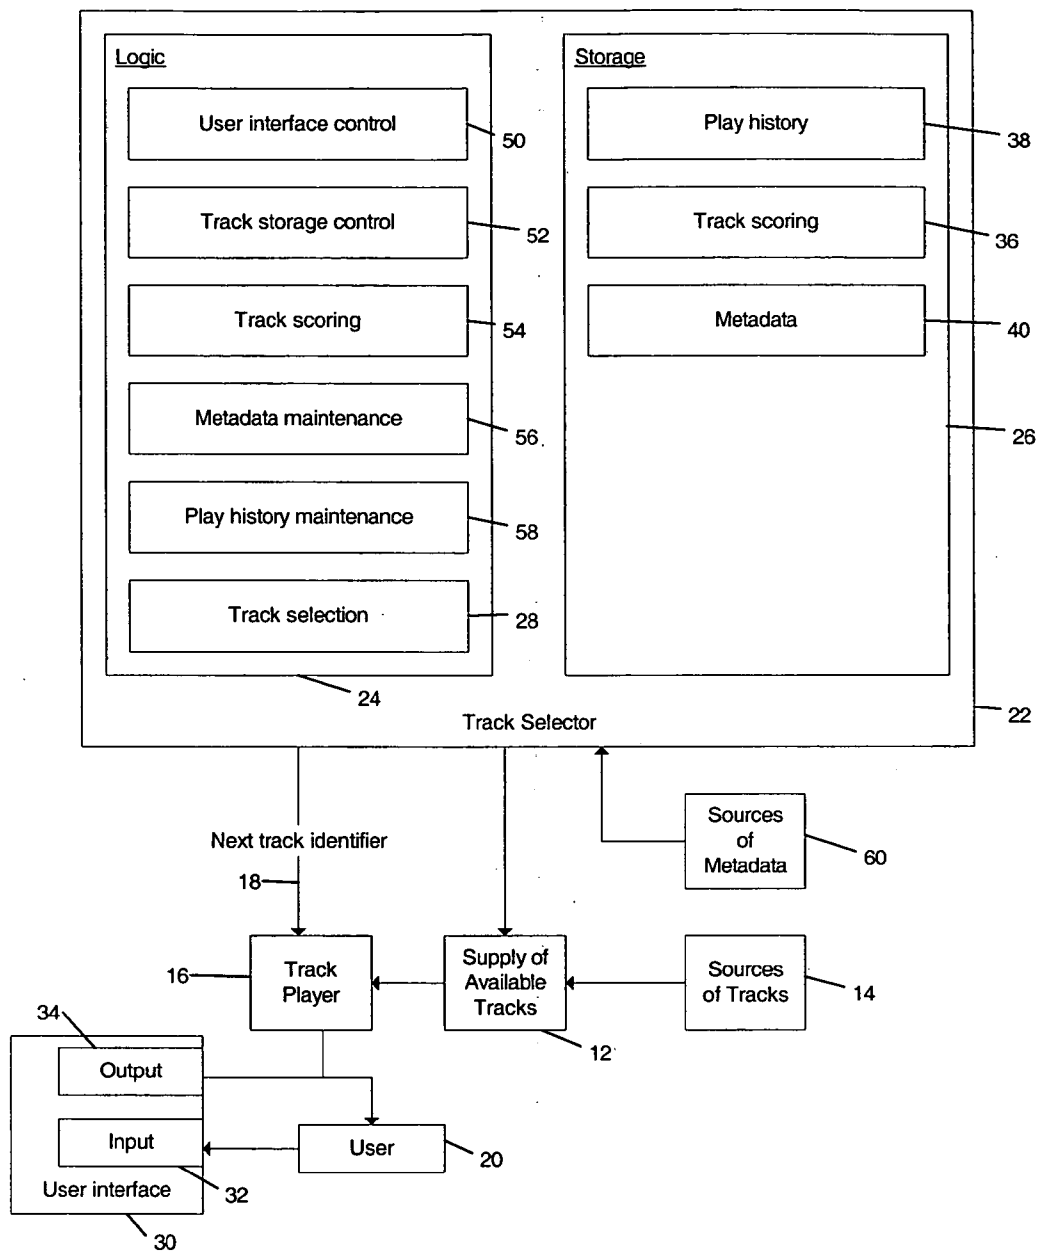 Logic
User interface control
50
Track storage control
52
Track scoring
54
Metadata maintenance
56
Play history maintenance
58
Track selection
28
24
Storage
Play history
38
Track scoring
36
Metadata
40
26
Track Selector
22
Next track identifier
18
Sources
of
Metadata
60
16
Track
Player
Supply of
Available
Tracks
12
Sources
of Tracks
14
34
Output
Input
32
User interface
30
User
20